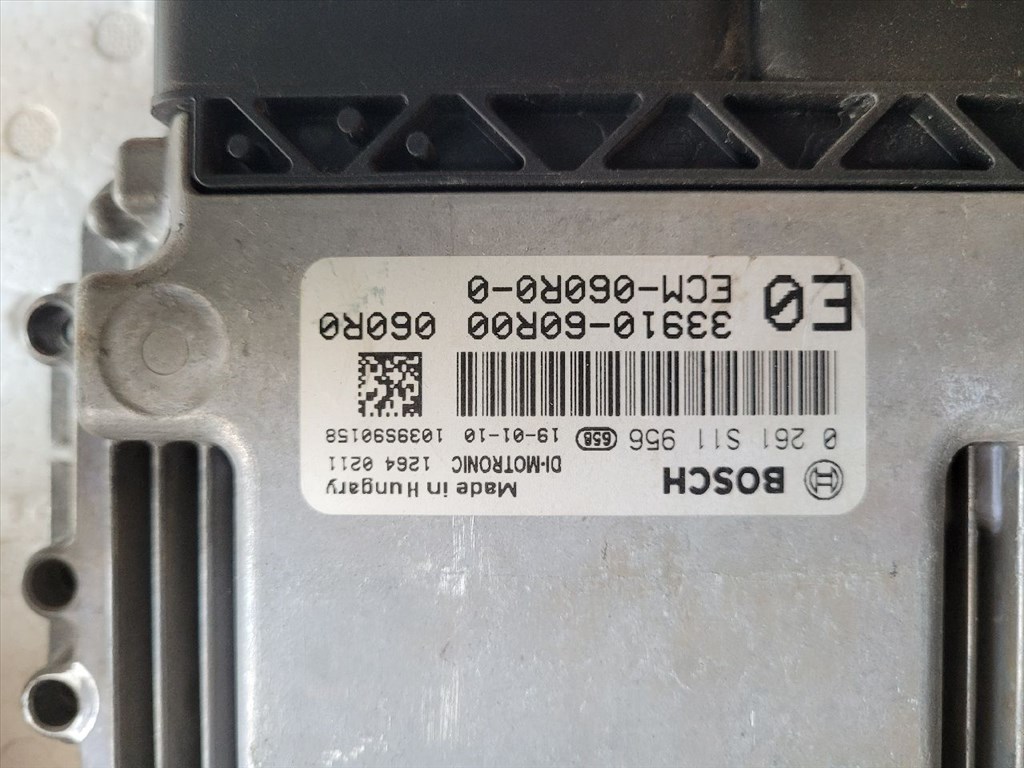 BOSCH Made in Hungary
DI-MOTRONIC 1264 0211
0 261 S11 956 658 19-01-10 1039S90158
E0 33910-60R00 060R0
ECM-060R0-0